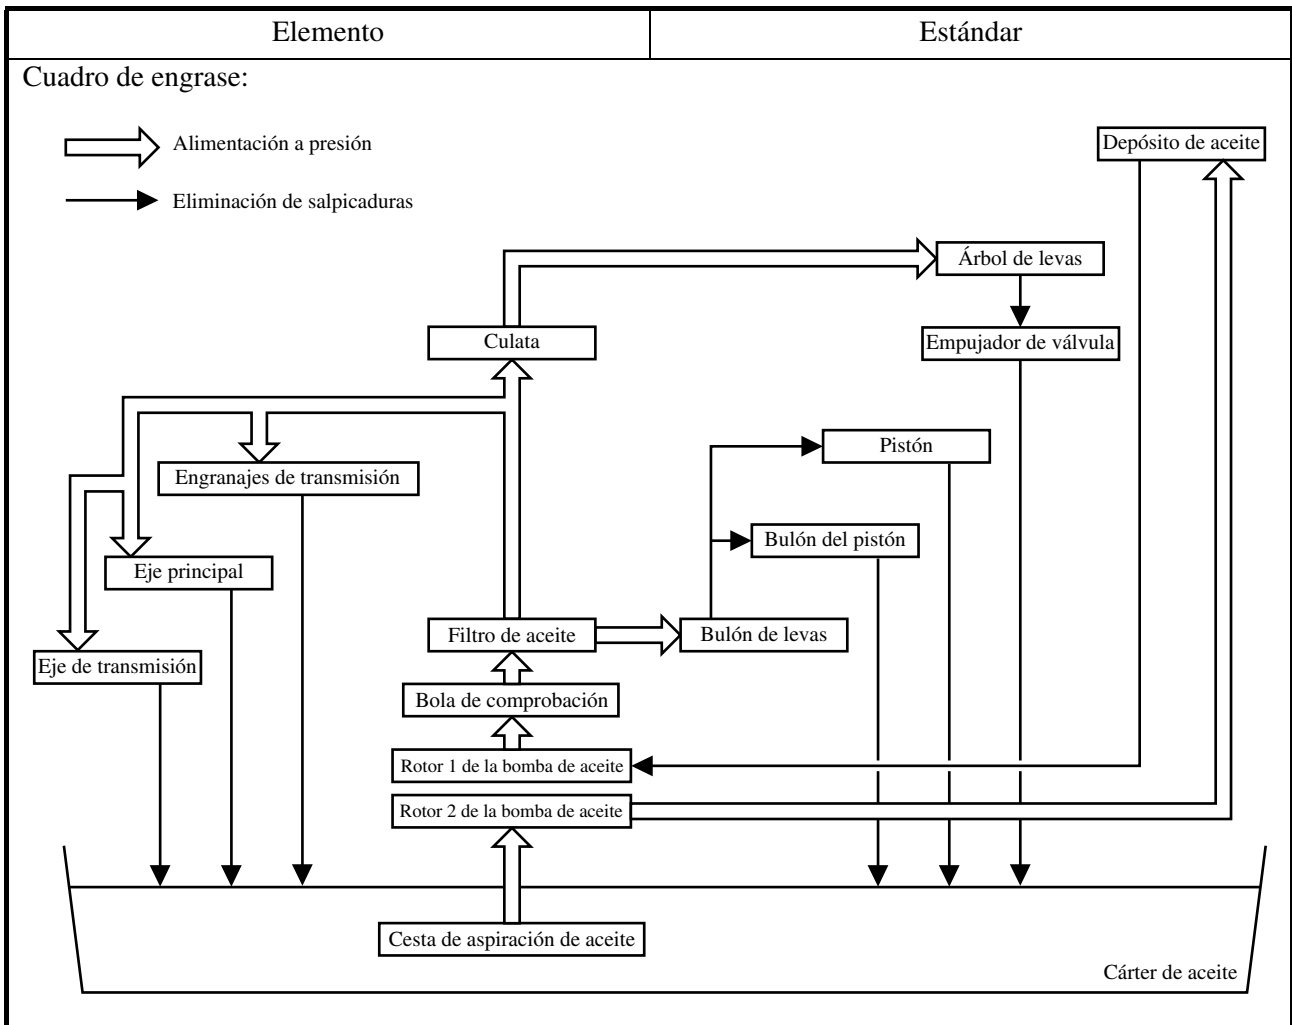 Elemento
Estándar
Cuadro de engrase:
Alimentación a presión
Depósito de aceite
Eliminación de salpicaduras
Árbol de levas
Culata
Empujador de válvula
Pistón
Engranajes de transmisión
Bulón del pistón
Eje principal
Filtro de aceite
Bulón de levas
Eje de transmisión
Bola de comprobación
Rotor 1 de la bomba de aceite
Rotor 2 de la bomba de aceite
Cesta de aspiración de aceite
Cárter de aceite